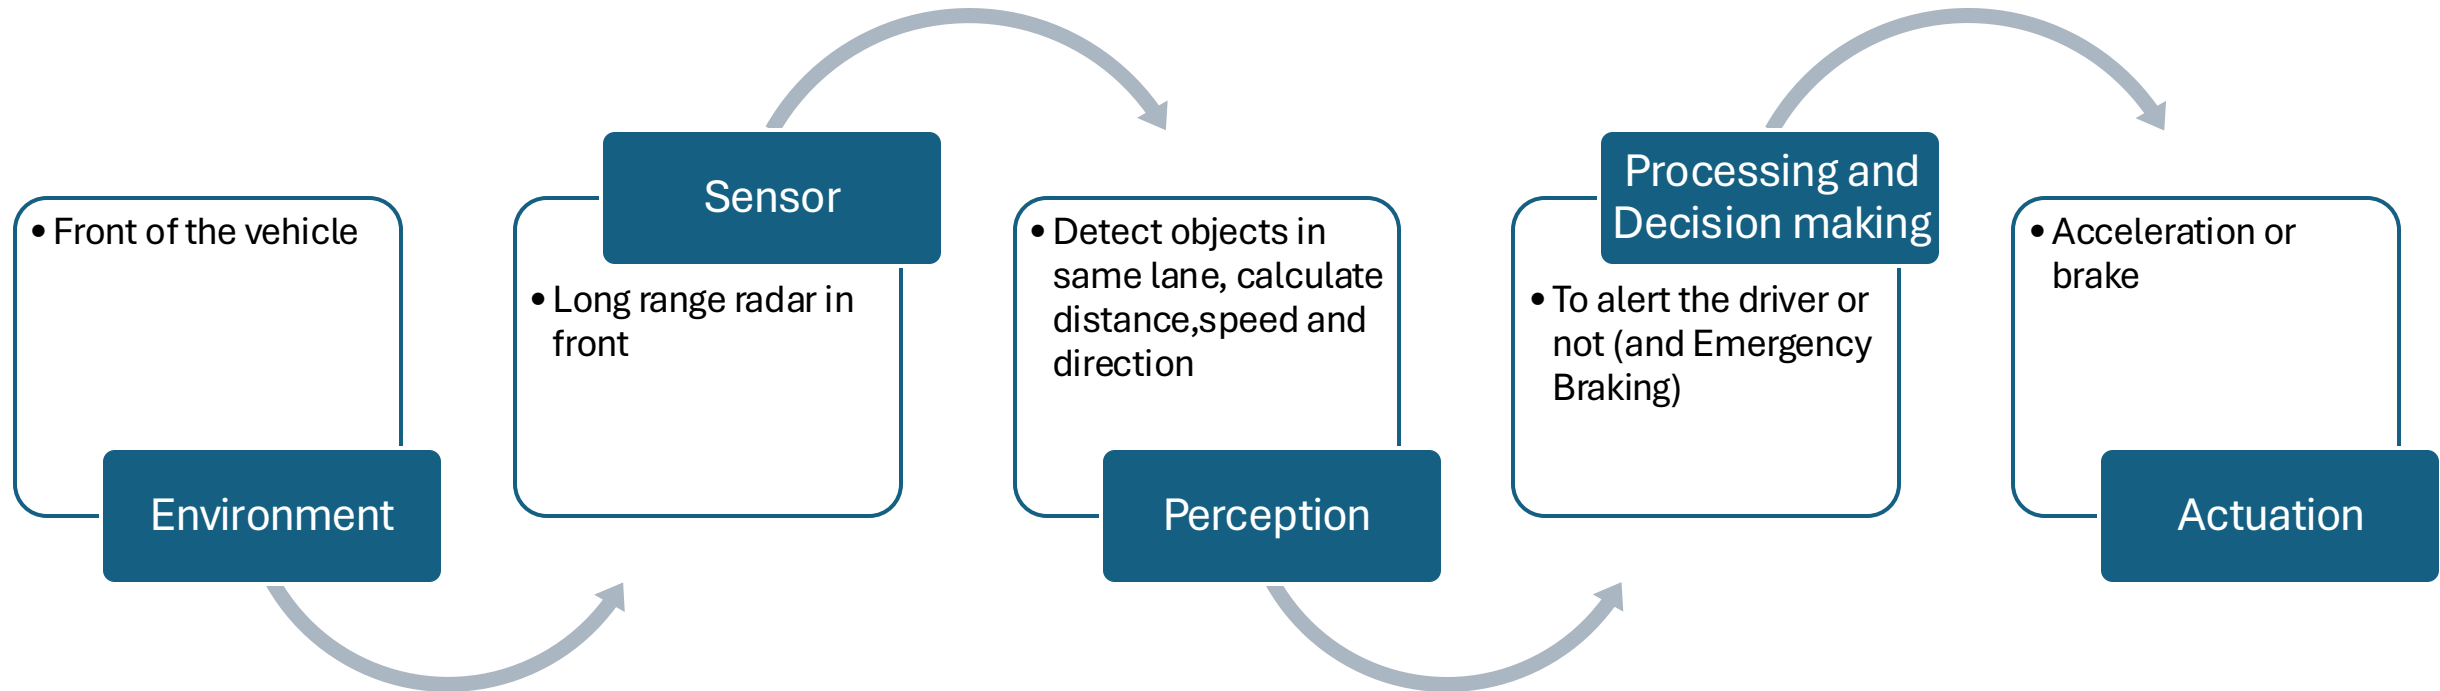 • Front of the vehicle
Environment
Sensor
• Long range radar in
front
• Detect objects in
same lane, calculate
distance,speed and
direction
Perception
Processing and
Decision making
• To alert the driver or
not (and Emergency
Braking)
• Acceleration or
brake
Actuation